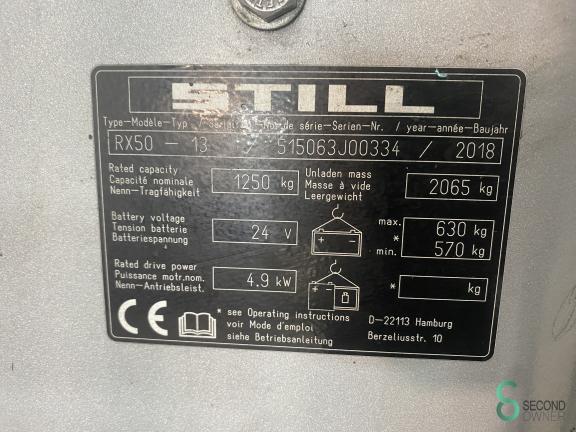 STILL
Type-Modèle-Typ / Serial no.-No. de série-Serien-Nr. / year-année-Baujahr
RX50 - 13 / 515063J00334 / 2018
Rated capacity
Capacité nominale
Nenn-Tragfähigkeit
1250 kg
Unladen mass
Masse à vide
Leergewicht
2065 kg
Battery voltage
Tension batterie
Batteriespannung
24 V
max. 630 kg
*
min. 570 kg
Rated drive power
Puissance motr.nom.
Nenn-Antriebsleist.
4.9 kW
* kg
CE
* see Operating instructions
voir Mode d'emploi
siehe Betriebsanleitung
D-22113 Hamburg
Berzeliusstr. 10
SECOND
OWNER